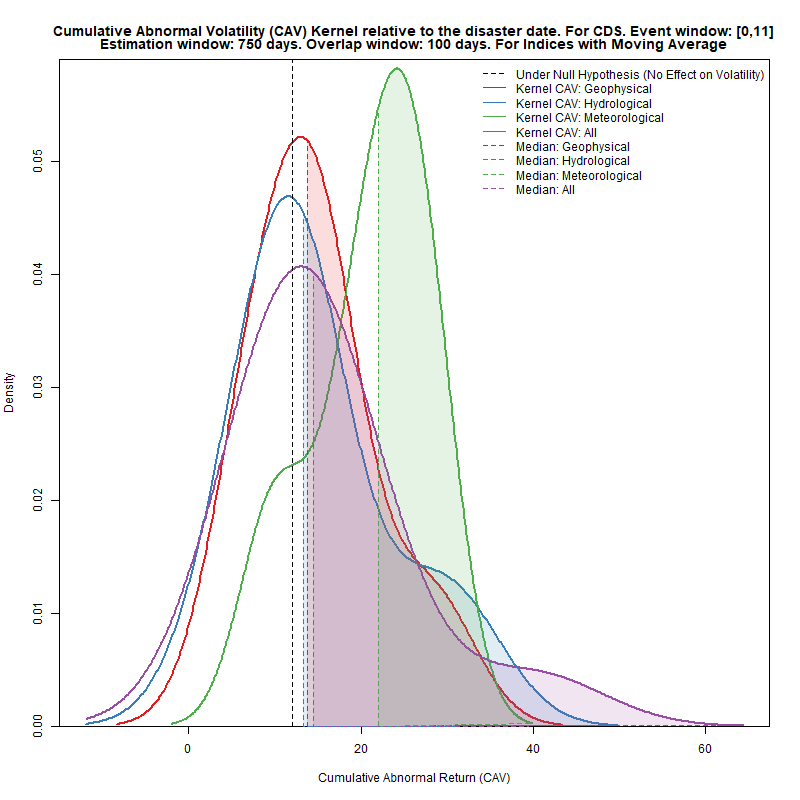 Cumulative Abnormal Volatility (CAV) Kernel relative to the disaster date. For CDS. Event window: [0,11]
Estimation window: 750 days. Overlap window: 100 days. For Indices with Moving Average
Under Null Hypothesis (No Effect on Volatility)
Kernel CAV: Geophysical
Kernel CAV: Hydrological
Kernel CAV: Meteorological
Kernel CAV: All
Median: Geophysical
Median: Hydrological
Median: Meteorological
Median: All
0.05
0.04
0.03
0.02
0.01
0.00
Density
0
20
40
60
Cumulative Abnormal Return (CAV)